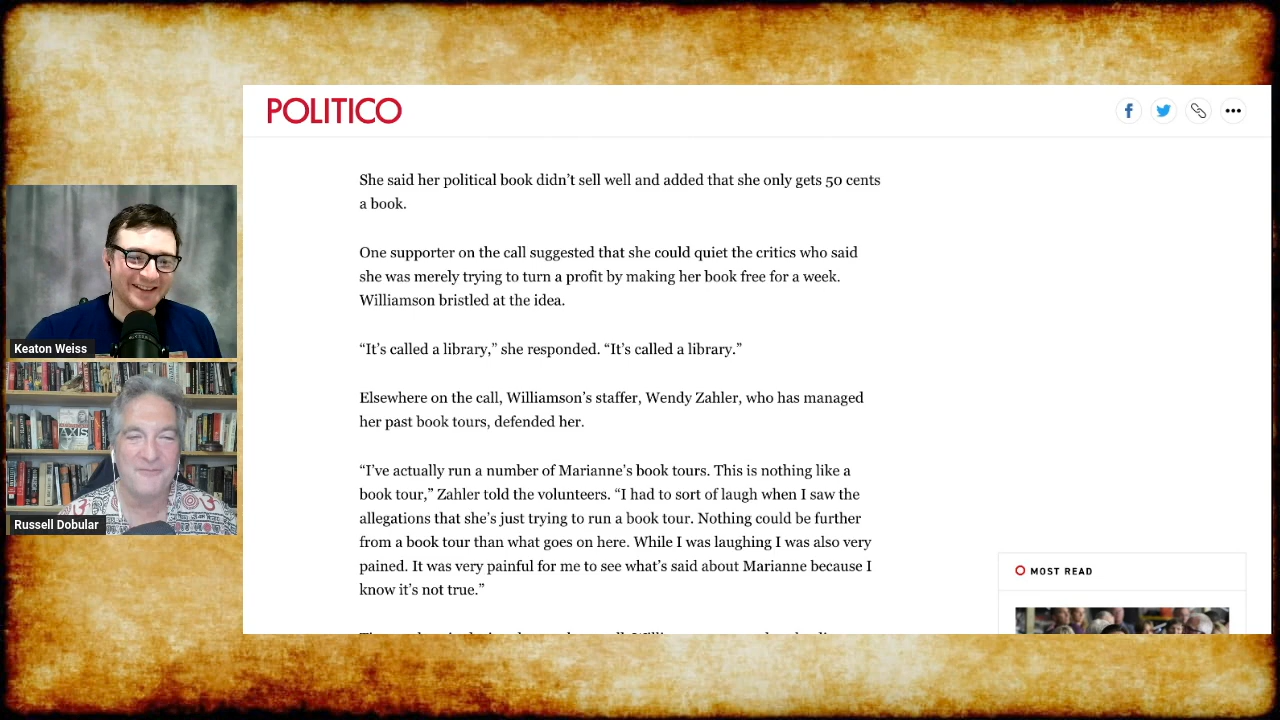 POLITICO
She said her political book didn’t sell well and added that she only gets 50 cents
a book.
One supporter on the call suggested that she could quiet the critics who said
she was merely trying to turn a profit by making her book free for a week.
Williamson bristled at the idea.
“It’s called a library,” she responded. “It’s called a library.”
Elsewhere on the call, Williamson’s staffer, Wendy Zahler, who has managed
her past book tours, defended her.
“I’ve actually run a number of Marianne’s book tours. This is nothing like a
book tour,” Zahler told the volunteers. “I had to sort of laugh when I saw the
allegations that she’s just trying to run a book tour. Nothing could be further
from a book tour than what goes on here. While I was laughing I was also very
pained. It was very painful for me to see what’s said about Marianne because I
know it’s not true.”
MOST READ
Keaton Weiss
AXIS
Russell Dobular